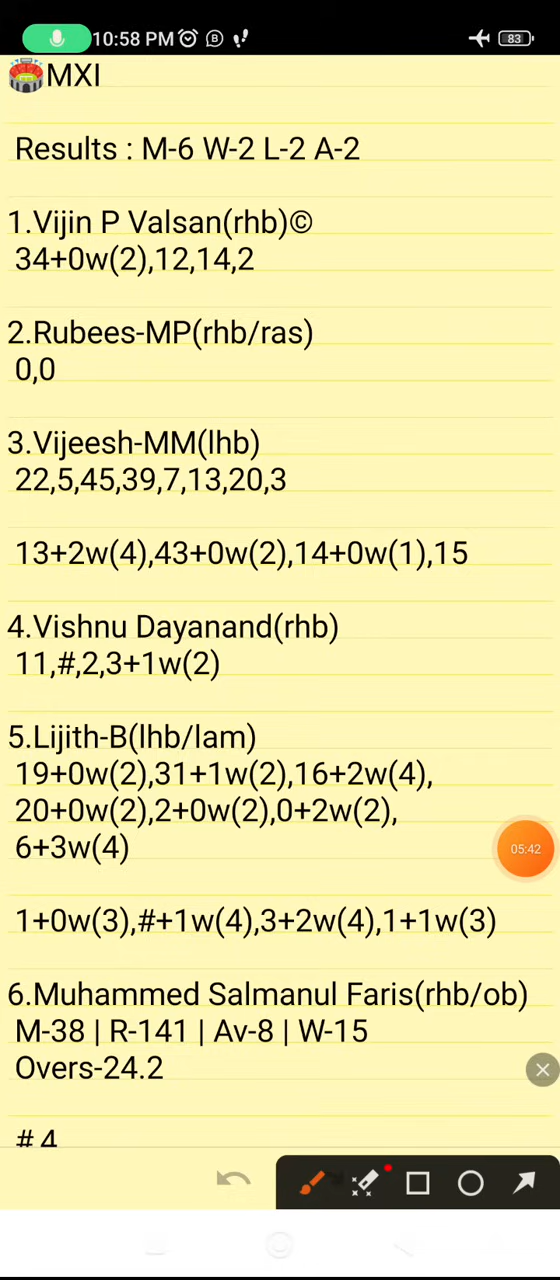 10:58 PM
83
🏟️MXI
Results : M-6 W-2 L-2 A-2
1.Vijin P Valsan(rhb)©
34+0w(2),12,14,2
2.Rubees-MP(rhb/ras)
0,0
3.Vijeesh-MM(lhb)
22,5,45,39,7,13,20,3
13+2w(4),43+0w(2),14+0w(1),15
4.Vishnu Dayanand(rhb)
11,#,2,3+1w(2)
5.Lijith-B(lhb/lam)
19+0w(2),31+1w(2),16+2w(4),
20+0w(2),2+0w(2),0+2w(2),
6+3w(4)
05:42
1+0w(3),#+1w(4),3+2w(4),1+1w(3)
6.Muhammed Salmanul Faris(rhb/ob)
M-38 | R-141 | Av-8 | W-15
Overs-24.2
# 4